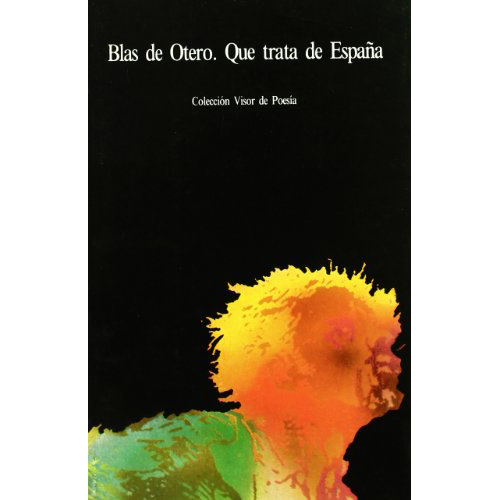 Blas de Otero. Que trata de España
Colección Visor de Poesía